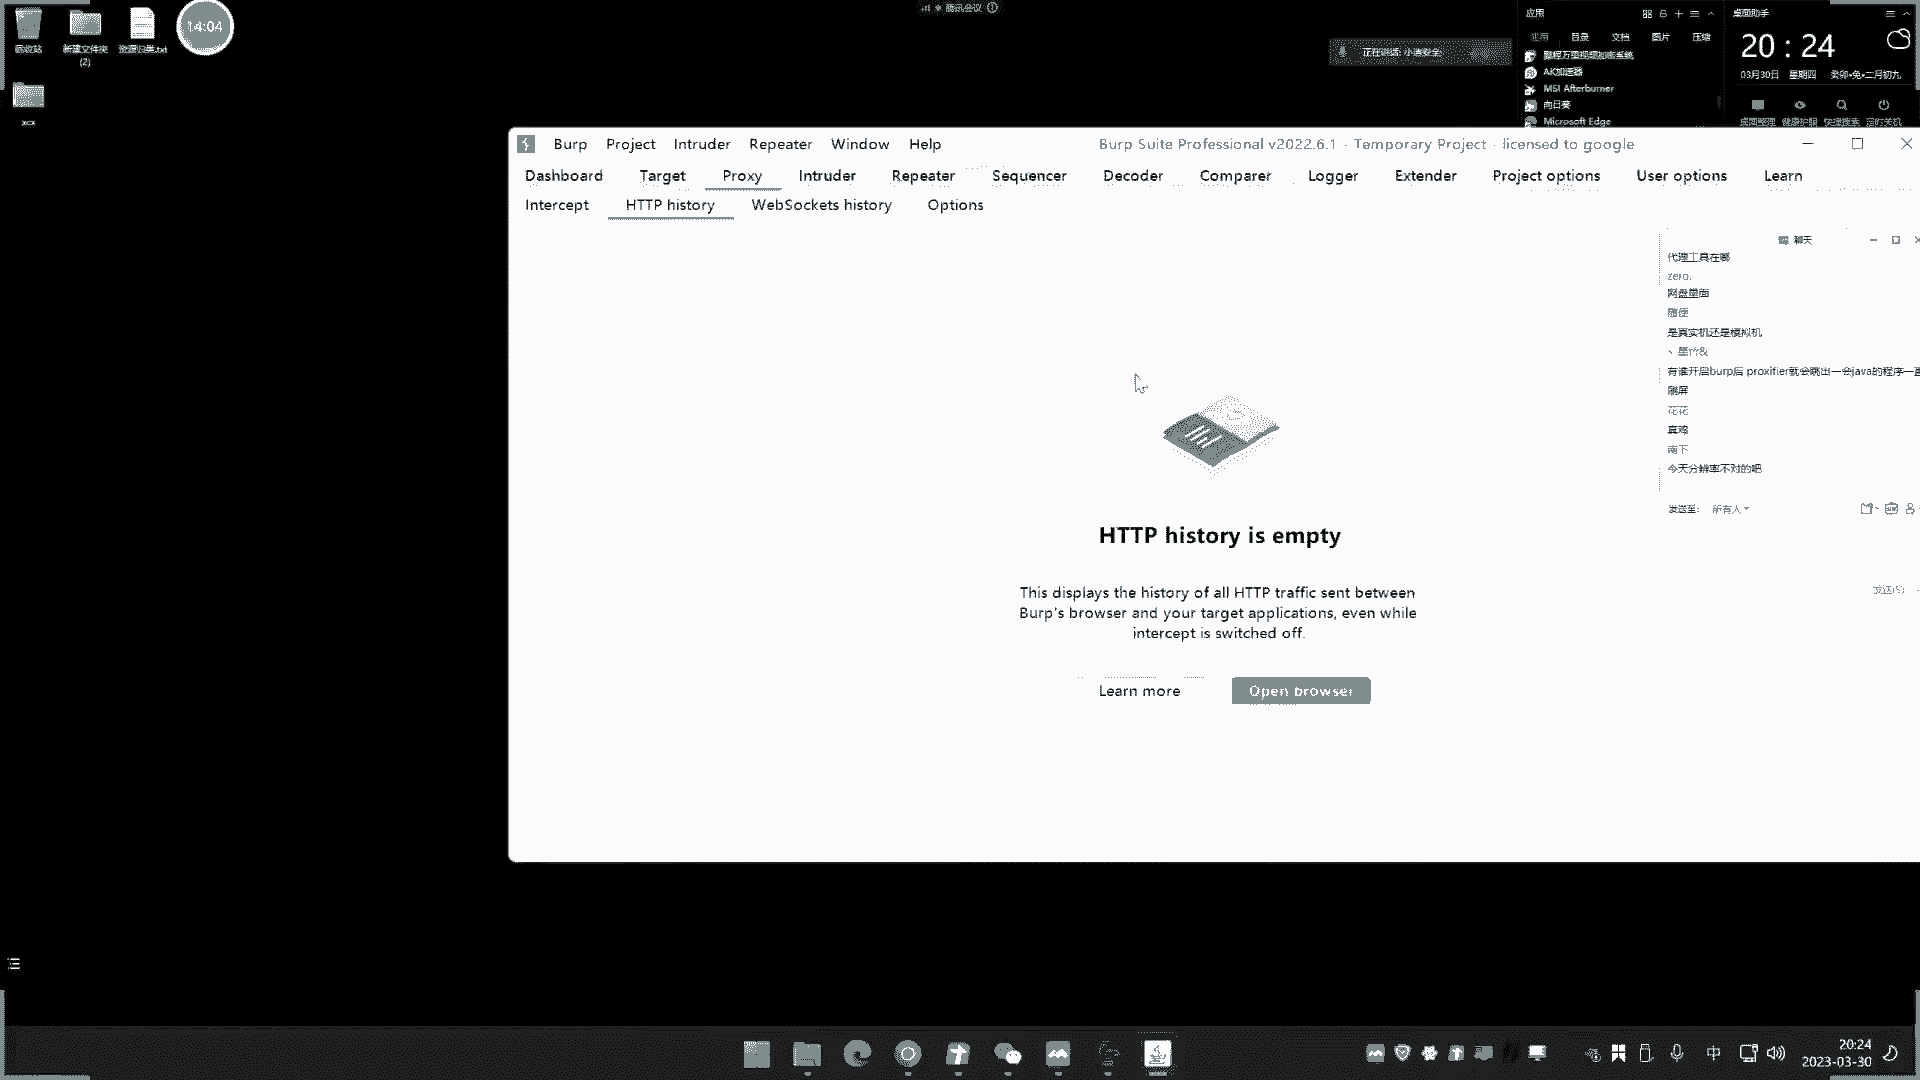 回收站
新建文件夹
(2)
资源归类.txt
14:04
xcx
腾讯会议
正在讲话: 小迪安全;
应用
应用 目录 文档 图片 压缩
鹏程万里视频加密系统
AK加速器
MSI Afterburner
向日葵
Microsoft Edge
桌面助手
20 : 24
03月30日 星期四 癸卯•兔•二月初九
桌面整理 健康护眼 快速搜索 定时关机
Burp Project Intruder Repeater Window Help
Burp Suite Professional v2022.6.1 - Temporary Project - licensed to google
Dashboard Target Proxy Intruder Repeater Sequencer Decoder Comparer Logger Extender Project options User options Learn
Intercept HTTP history WebSockets history Options
聊天
代理工具在哪
zero.
网盘里面
随便
是真实机还是模拟机
有谁开启burp后 proxifier就会跳出一会java的程序一直
跳屏
花花
真鸡
南下
今天分辨率不对的吧
发送至: 所有人
发送(S)
HTTP history is empty
This displays the history of all HTTP traffic sent between
Burp's browser and your target applications, even while
intercept is switched off.
Learn more Open browser
中
20:24
2023-03-30